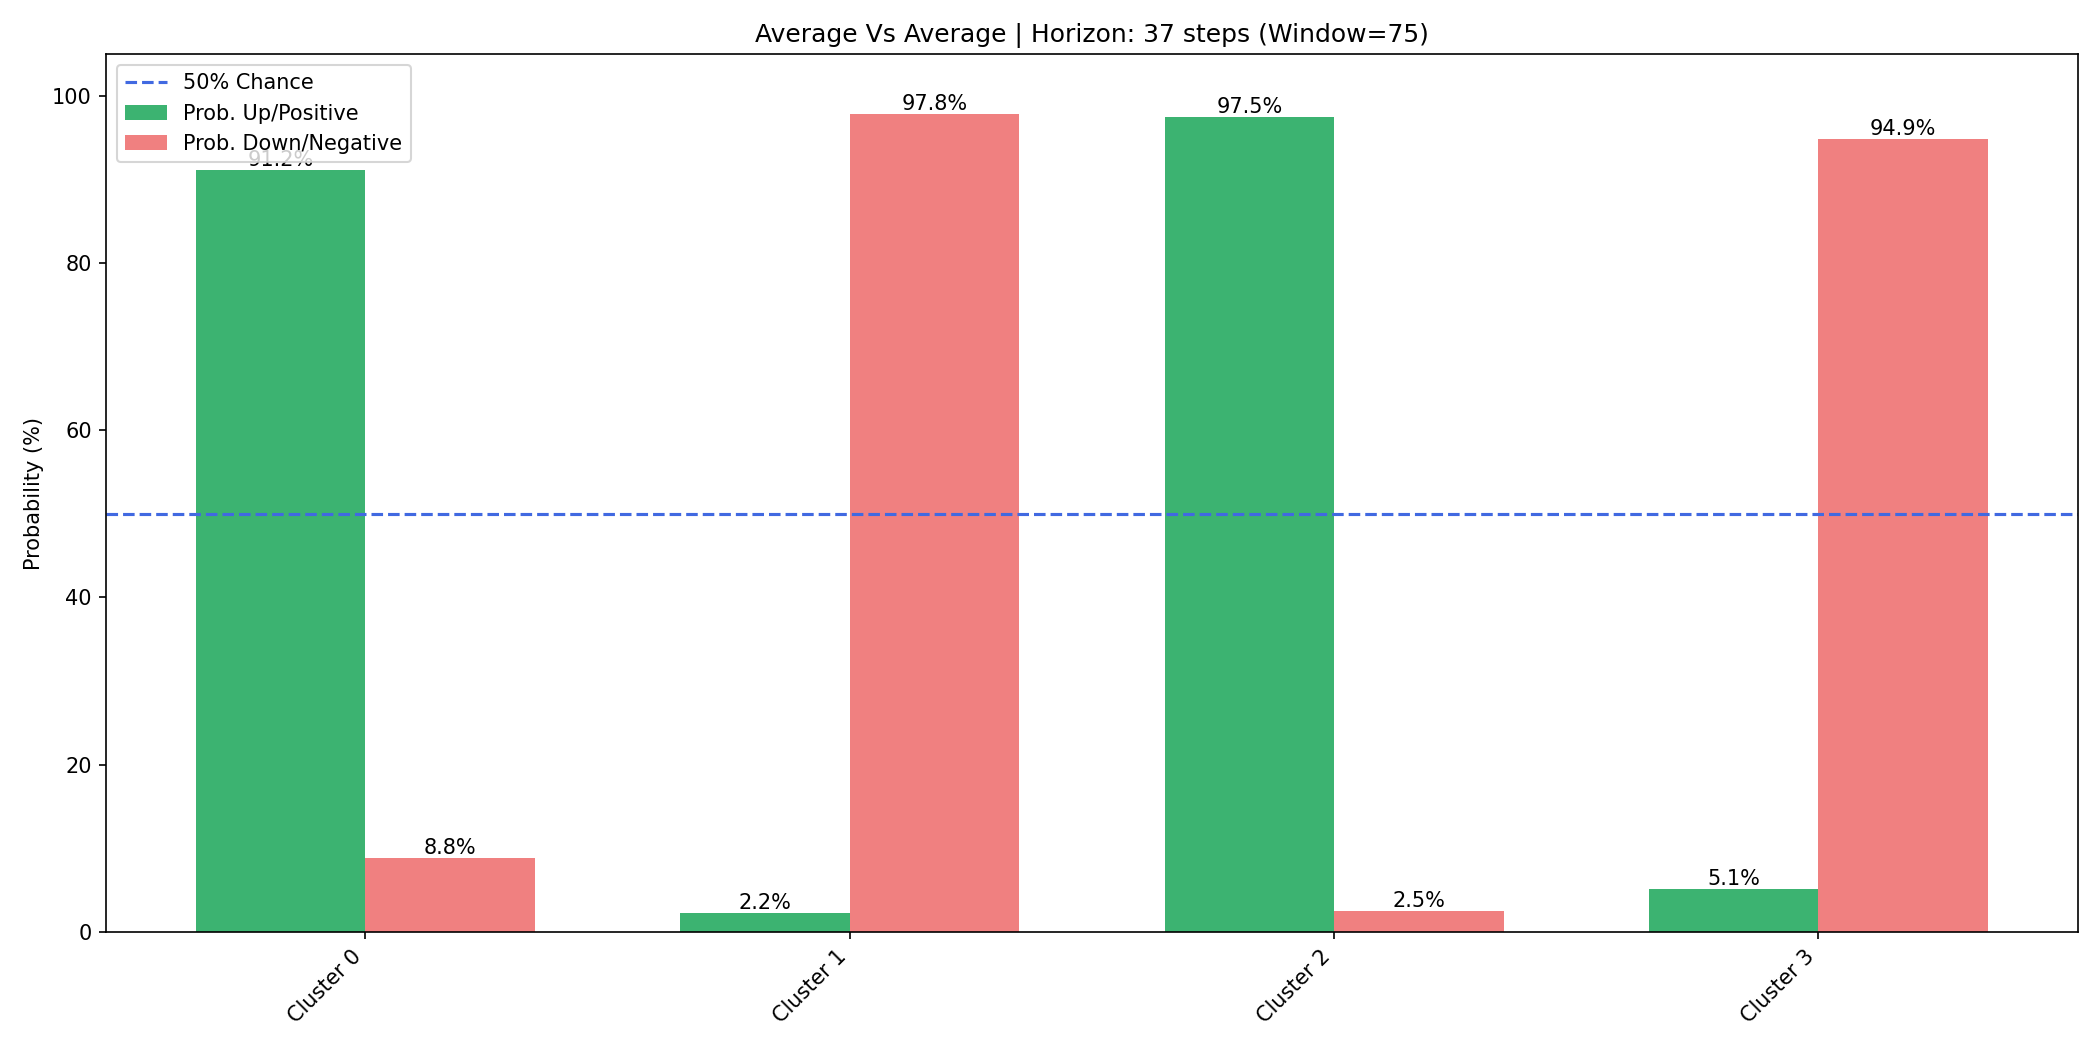 Average Vs Average | Horizon: 37 steps (Window=75)
50% Chance
Prob. Up/Positive
Prob. Down/Negative
Probability (%)
100
80
60
40
20
0
91.2%
8.8%
2.2%
97.8%
97.5%
2.5%
5.1%
94.9%
Cluster 0
Cluster 1
Cluster 2
Cluster 3